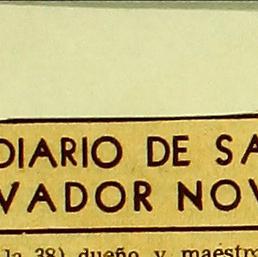 DIARIO DE SA
VADOR NOV
la 38) dueño y maestro